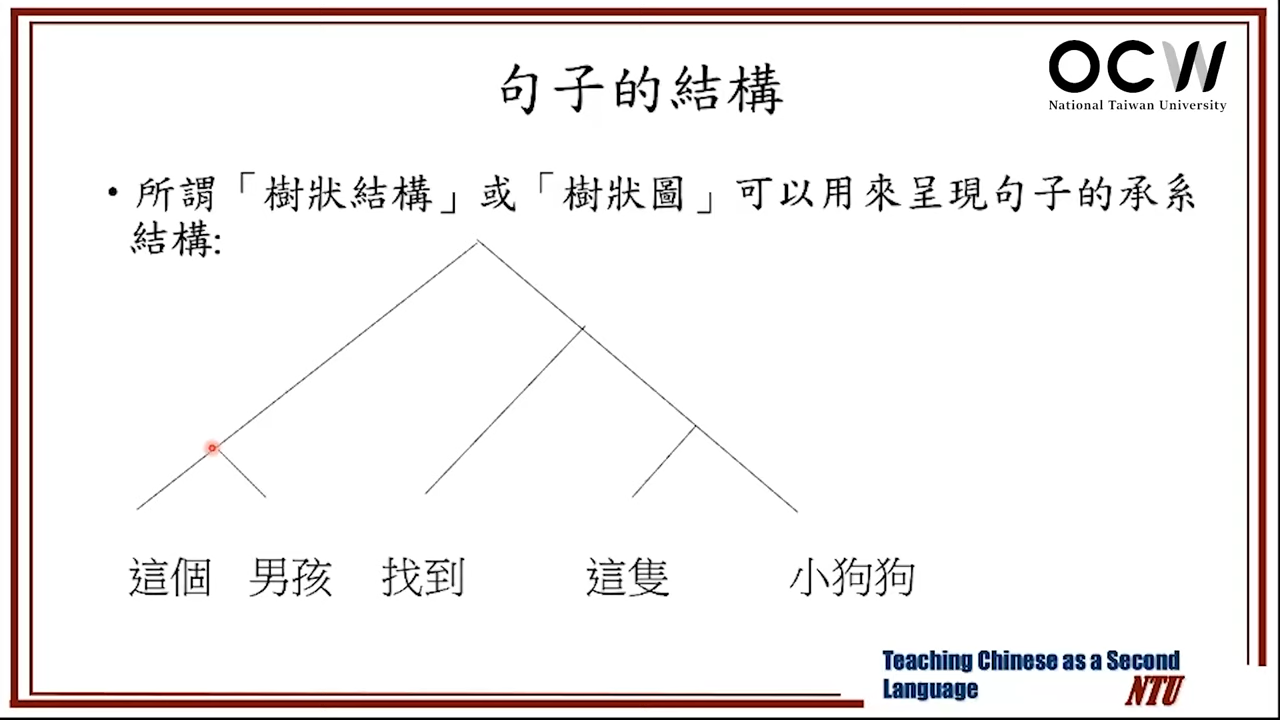 句子的結構
OCW
National Taiwan University
• 所謂「樹狀結構」或「樹狀圖」可以用來呈現句子的承系
結構:
這個 男孩 找到 這隻 小狗狗
Teaching Chinese as a Second
Language
NTU